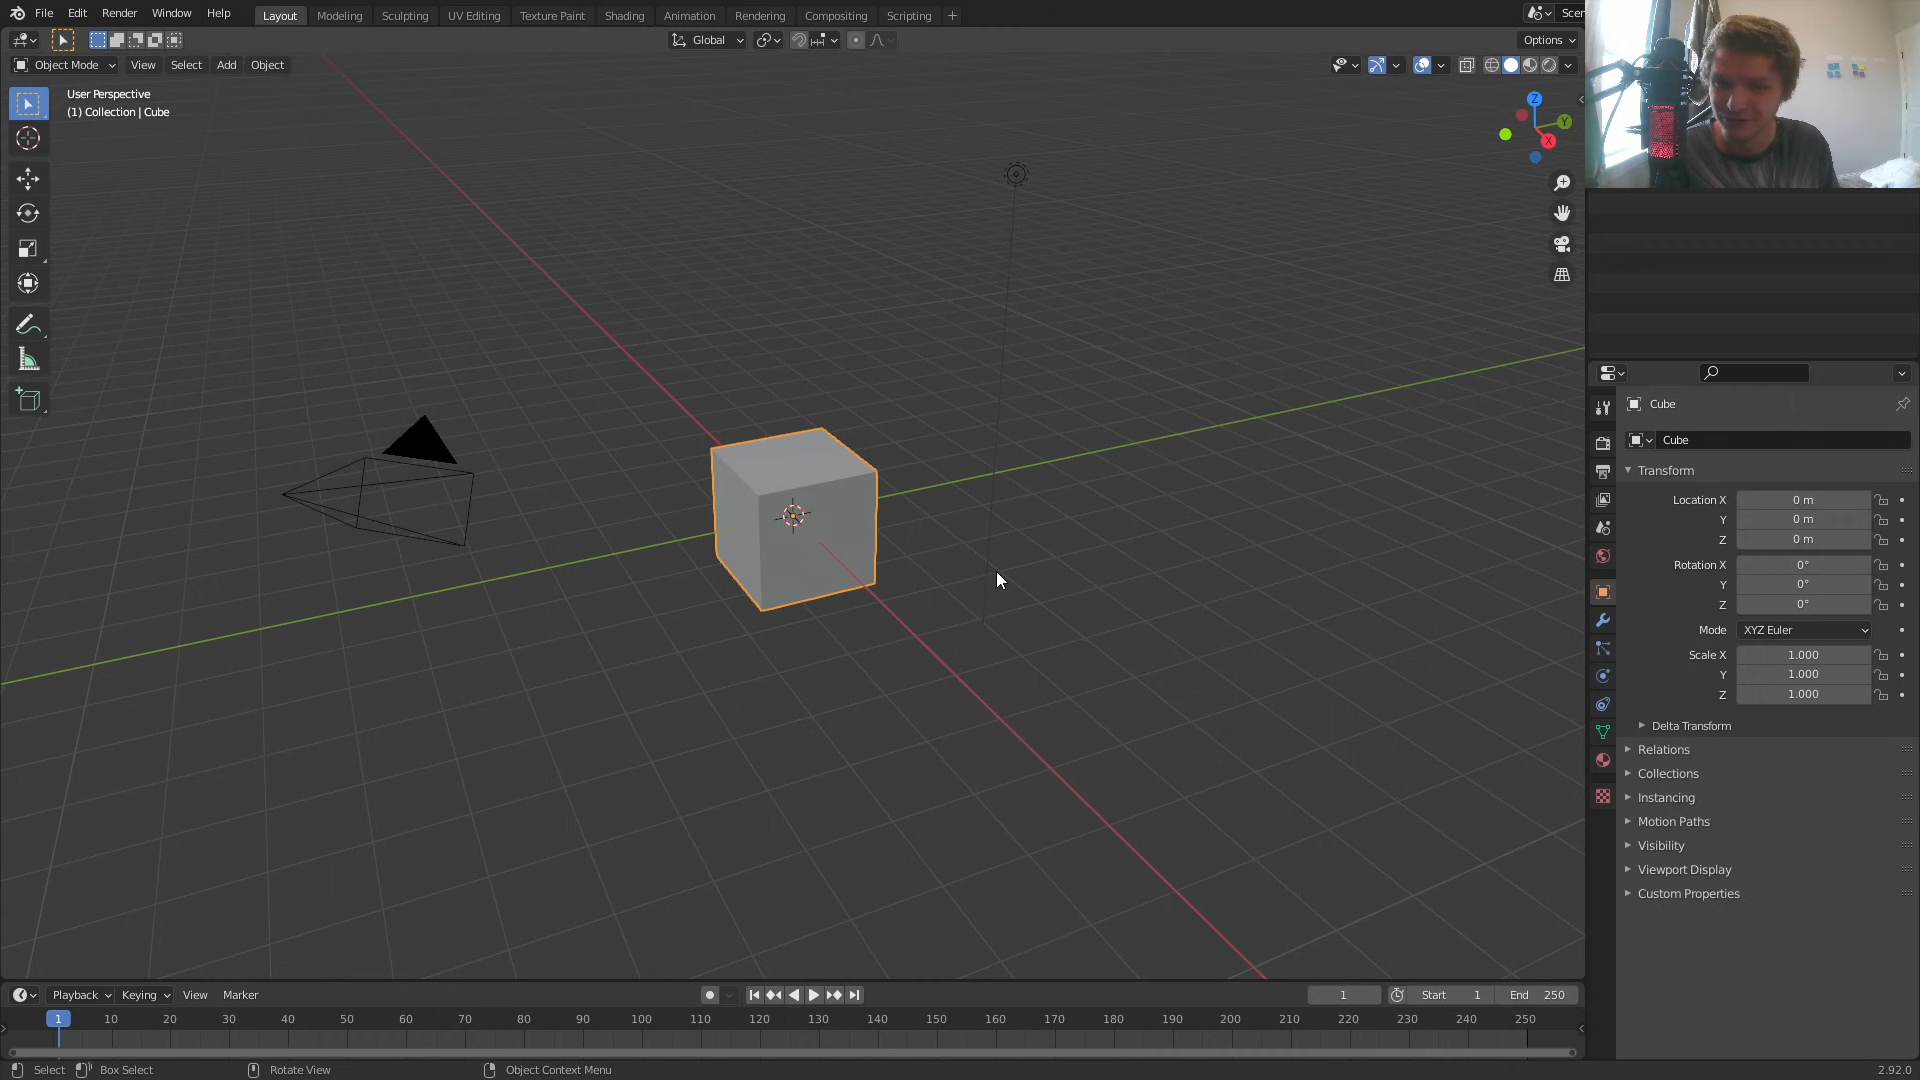 File Edit Render Window Help Layout Modeling Sculpting UV Editing Texture Paint Shading Animation Rendering Compositing Scripting + Scen
Global Options
Object Mode View Select Add Object
User Perspective
(1) Collection | Cube
Z
Y
X
Cube
Cube
Transform
Location X 0 m
Y 0 m
Z 0 m
Rotation X 0°
Y 0°
Z 0°
Mode XYZ Euler
Scale X 1.000
Y 1.000
Z 1.000
Delta Transform
Relations
Collections
Instancing
Motion Paths
Visibility
Viewport Display
Custom Properties
Playback Keying View Marker 1 Start 1 End 250
1 10 20 30 40 50 60 70 80 90 100 110 120 130 140 150 160 170 180 190 200 210 220 230 240 250
Select Box Select Rotate View Object Context Menu 2.92.0